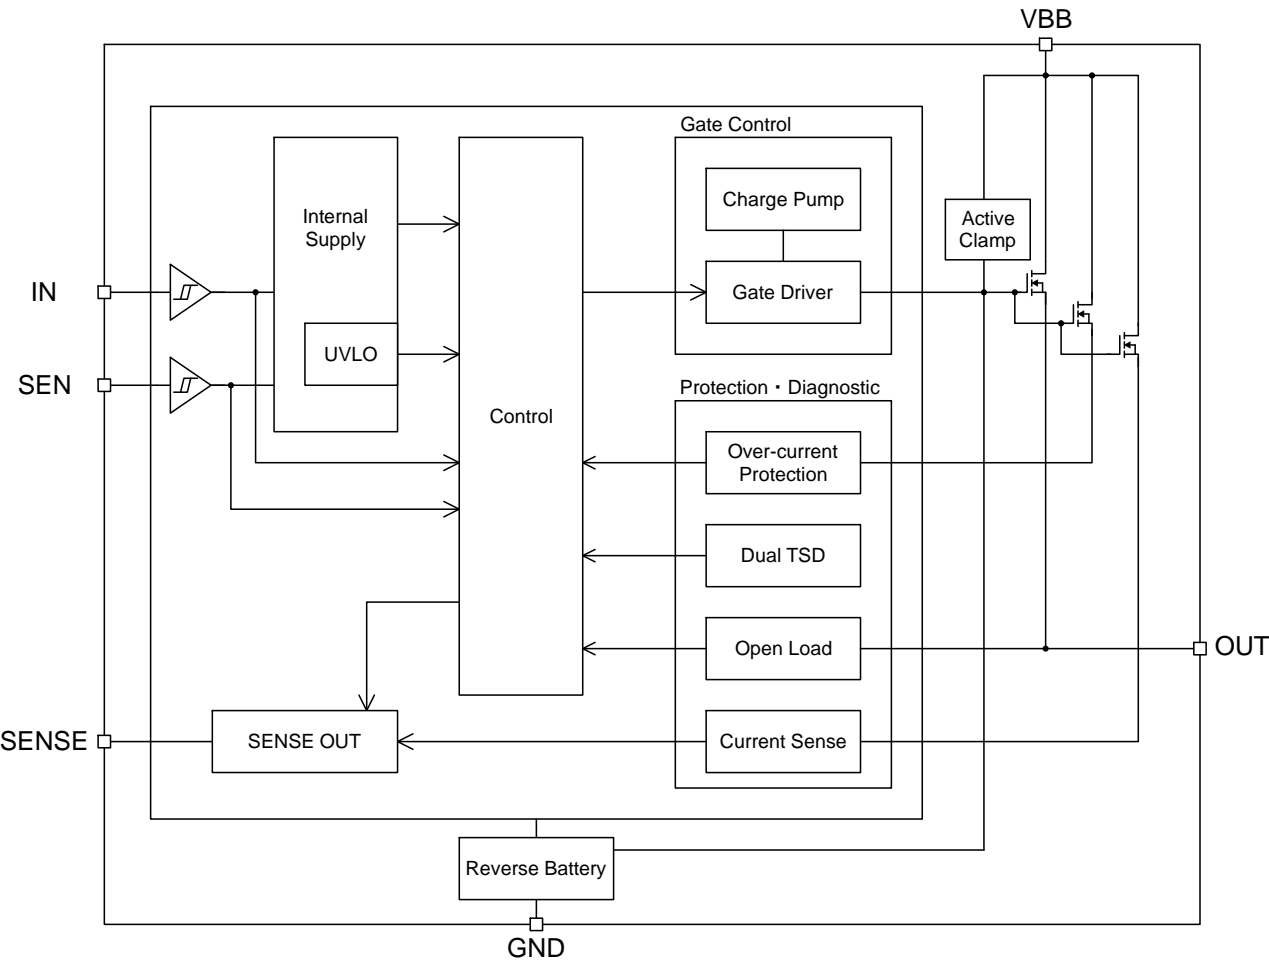 VBB
Gate Control
Charge Pump
Internal
Supply
Active
Clamp
IN
Gate Driver
UVLO
SEN
Protection・Diagnostic
Control
Over-current
Protection
Dual TSD
Open Load
OUT
SENSE
SENSE OUT
Current Sense
Reverse Battery
GND